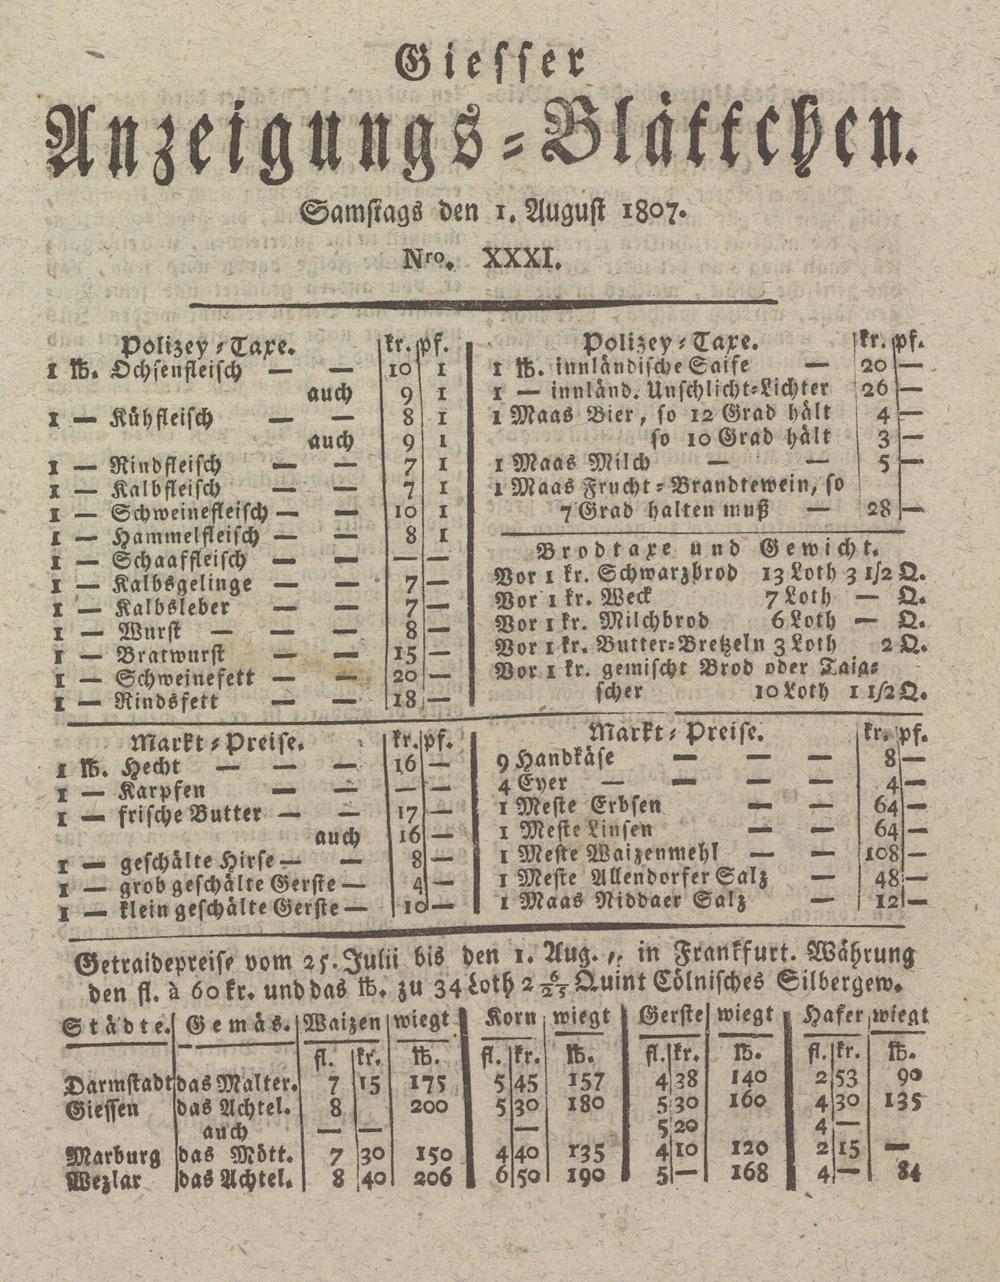 Giesser
Anzeigungs-Blättchen.
Samstags den 1. August 1807.
Nro. XXXI.
Polizey-Taxe. kr. pf.
1 ℔. Ochsenfleisch — — 10 1
auch 9 1
1 — Kühfleisch — — 8 1
auch 9 1
1 — Rindfleisch — — 7 1
1 — Kalbfleisch — — 7 1
1 — Schweinefleisch — — 10 1
1 — Hammelfleisch — — 8 1
1 — Schaaffleisch — — — —
1 — Kalbsgelinge — — 7 —
1 — Kalbsleber — — 7 —
1 — Wurst — — — 8 —
1 — Bratwurst — — 15 —
1 — Schweinefett — — 20 —
1 — Rindsfett — — 18 —
Polizey-Taxe. kr. pf.
1 ℔. innländische Saife — 20 —
1 — innländ. Unschlicht-Lichter 26 —
1 Maas Bier, so 12 Grad hält 4 —
so 10 Grad hält 3 —
1 Maas Milch — — 5 —
1 Maas Frucht-Brandtewein, so
7 Grad halten muß — 28 —
Brodtaxe und Gewicht.
Vor 1 kr. Schwarzbrod 13 Loth 3 1/2 Q.
Vor 1 kr. Weck 7 Loth — Q.
Vor 1 kr. Milchbrod 6 Loth — Q.
Vor 1 kr. Butter-Bretzeln 3 Loth 2 Q.
Vor 1 kr. gemischt Brod oder Taig-
scher 10 Loth 1 1/2 Q.
Markt-Preise. kr. pf.
1 ℔. Hecht — — — 16 —
1 — Karpfen — — — —
1 — frische Butter — — 17 —
auch 16 —
1 — geschälte Hirse — — 8 —
1 — grob geschälte Gerste — 4 —
1 — klein geschälte Gerste — 10 —
Markt-Preise. kr. pf.
9 Handkäse — — — 8 —
4 Eyer — — — 4 —
1 Meste Erbsen — — 64 —
1 Meste Linsen — — 64 —
1 Meste Waizenmehl — — 108 —
1 Meste Allendorfer Salz — 48 —
1 Maas Niddaer Salz — 12 —
Getraidepreise vom 25. Julii bis den 1. Aug. ,, in Frankfurt. Währung
den fl. à 60 kr. und das ℔. zu 34 Loth 2 6/25 Quint Cölnisches Silbergew.
Städte. Gemäs. Waizen wiegt Korn wiegt Gerste wiegt Hafer wiegt
fl. kr. ℔. fl. kr. ℔. fl. kr. ℔. fl. kr. ℔.
Darmstadt das Malter. 7 15 175 5 45 157 4 38 140 2 53 90
Giessen das Achtel. 8 200 5 30 180 5 30 160 4 30 135
auch — — — 5 20 4 —
Marburg das Mött. 7 30 150 4 40 135 4 10 120 2 15 —
Wezlar das Achtel. 8 40 206 6 50 190 5 — 168 4 — 84